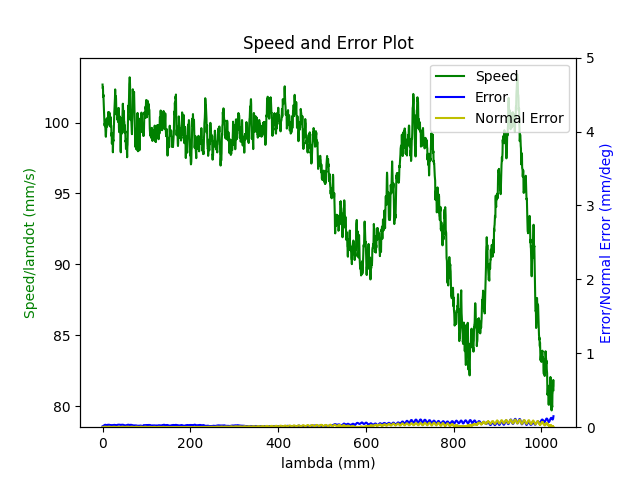 Speed and Error Plot
Speed
Error
Normal Error
Speed/lamdot (mm/s)
100
95
90
85
80
5
4
3
2
1
0
Error/Normal Error (mm/deg)
0
200
400
600
800
1000
lambda (mm)